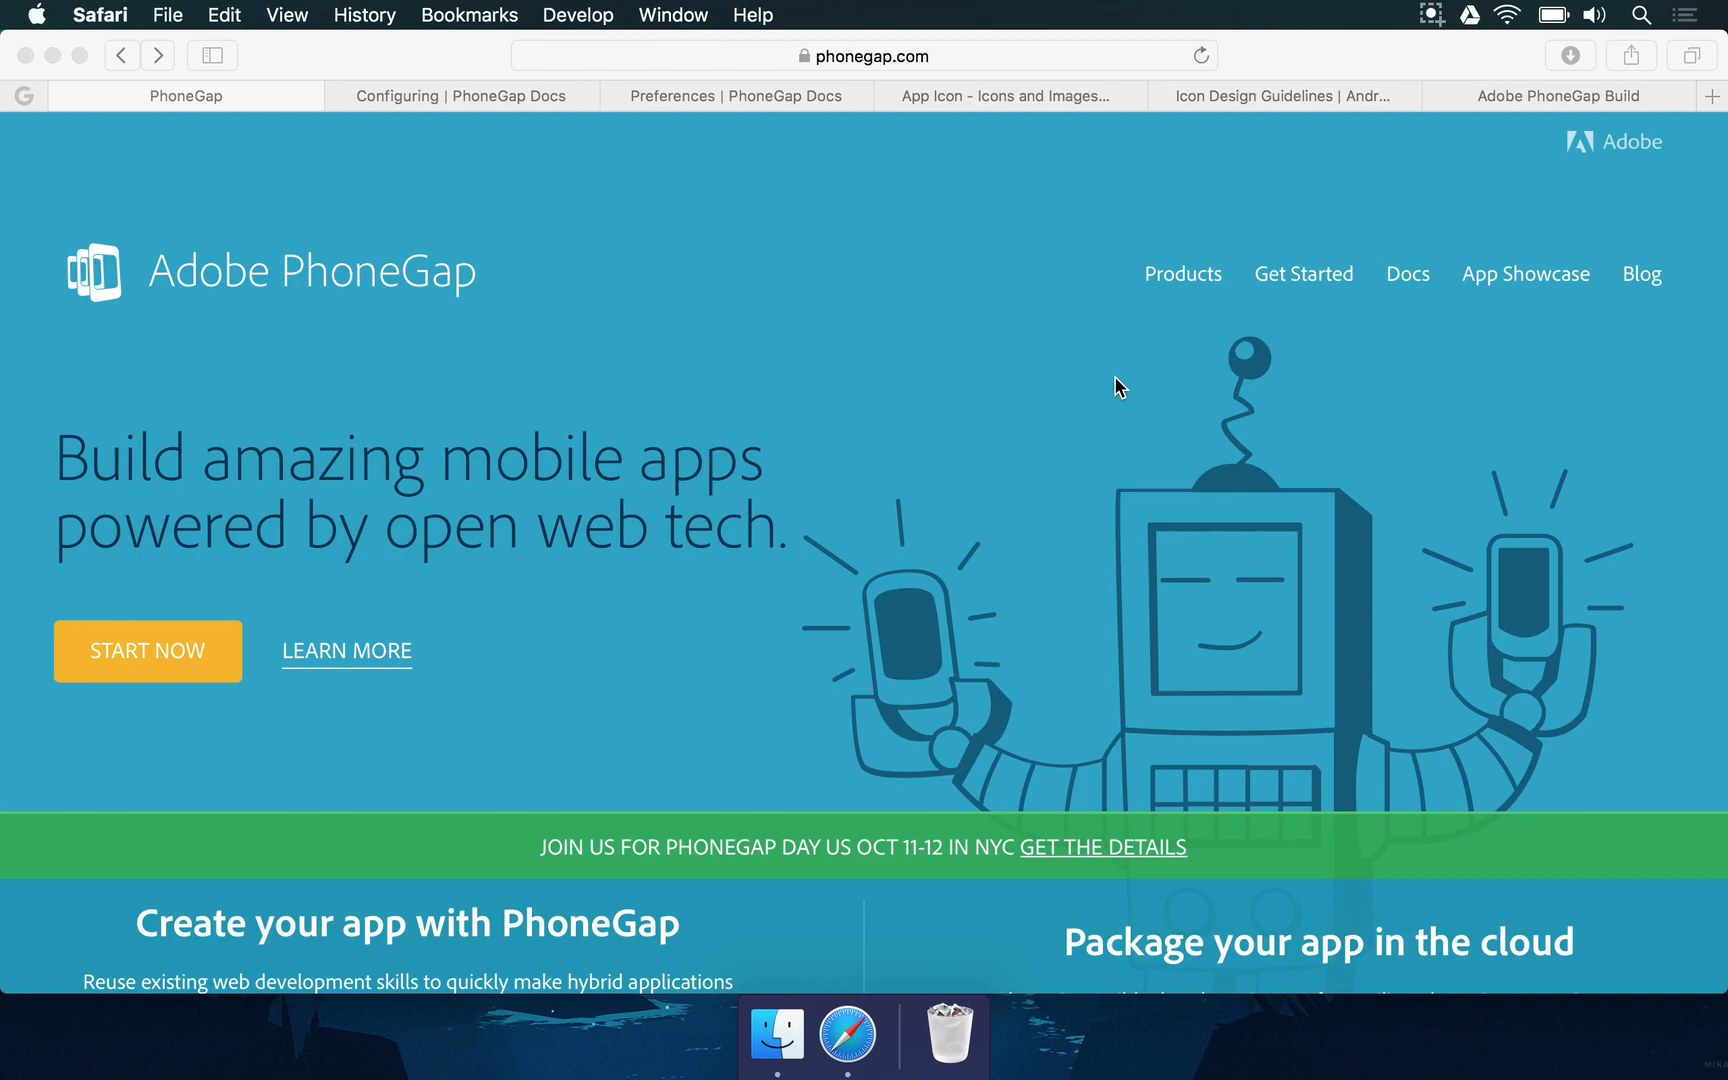 Safari File Edit View History Bookmarks Develop Window Help
phonegap.com
PhoneGap Configuring | PhoneGap Docs Preferences | PhoneGap Docs App Icon - Icons and Images... Icon Design Guidelines | Andr... Adobe PhoneGap Build
Adobe
Adobe PhoneGap
Products Get Started Docs App Showcase Blog
Build amazing mobile apps
powered by open web tech.
START NOW LEARN MORE
JOIN US FOR PHONEGAP DAY US OCT 11-12 IN NYC GET THE DETAILS
Create your app with PhoneGap
Reuse existing web development skills to quickly make hybrid applications
Package your app in the cloud